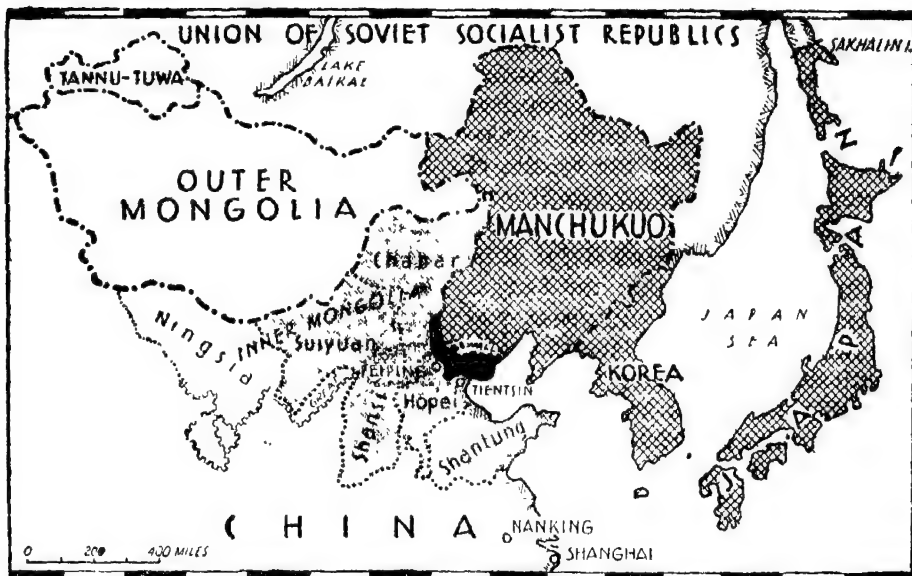 UNION OF SOVIET SOCIALIST REPUBLICS
SAKHALIN I.
LAKE
BAIKAL
TANNU-TUWA
OUTER
MONGOLIA
MANCHUKUO
Chahar
INNER MONGOLIA
Ningsia
Suiyuan
PEIPING
TIENTSIN
Hopei
Shansi
Shantung
KOREA
JAPAN
SEA
JAPAN
CHINA
NANKING
SHANGHAI
0 200 400 MILES